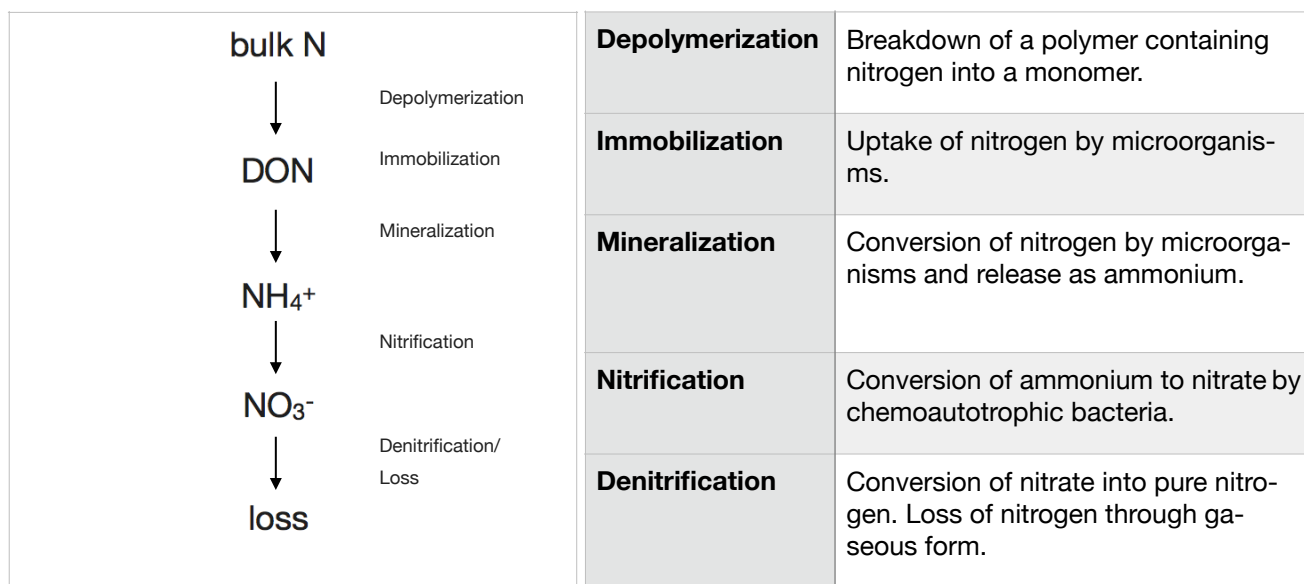 bulk N
Depolymerization
DON
Immobilization
Mineralization
NH₄⁺
Nitrification
NO₃⁻
Denitrification/
Loss
loss
Depolymerization
Breakdown of a polymer containing
nitrogen into a monomer.
Immobilization
Uptake of nitrogen by microorganis-
ms.
Mineralization
Conversion of nitrogen by microorga-
nisms and release as ammonium.
Nitrification
Conversion of ammonium to nitrate by
chemoautotrophic bacteria.
Denitrification
Conversion of nitrate into pure nitro-
gen. Loss of nitrogen through ga-
seous form.